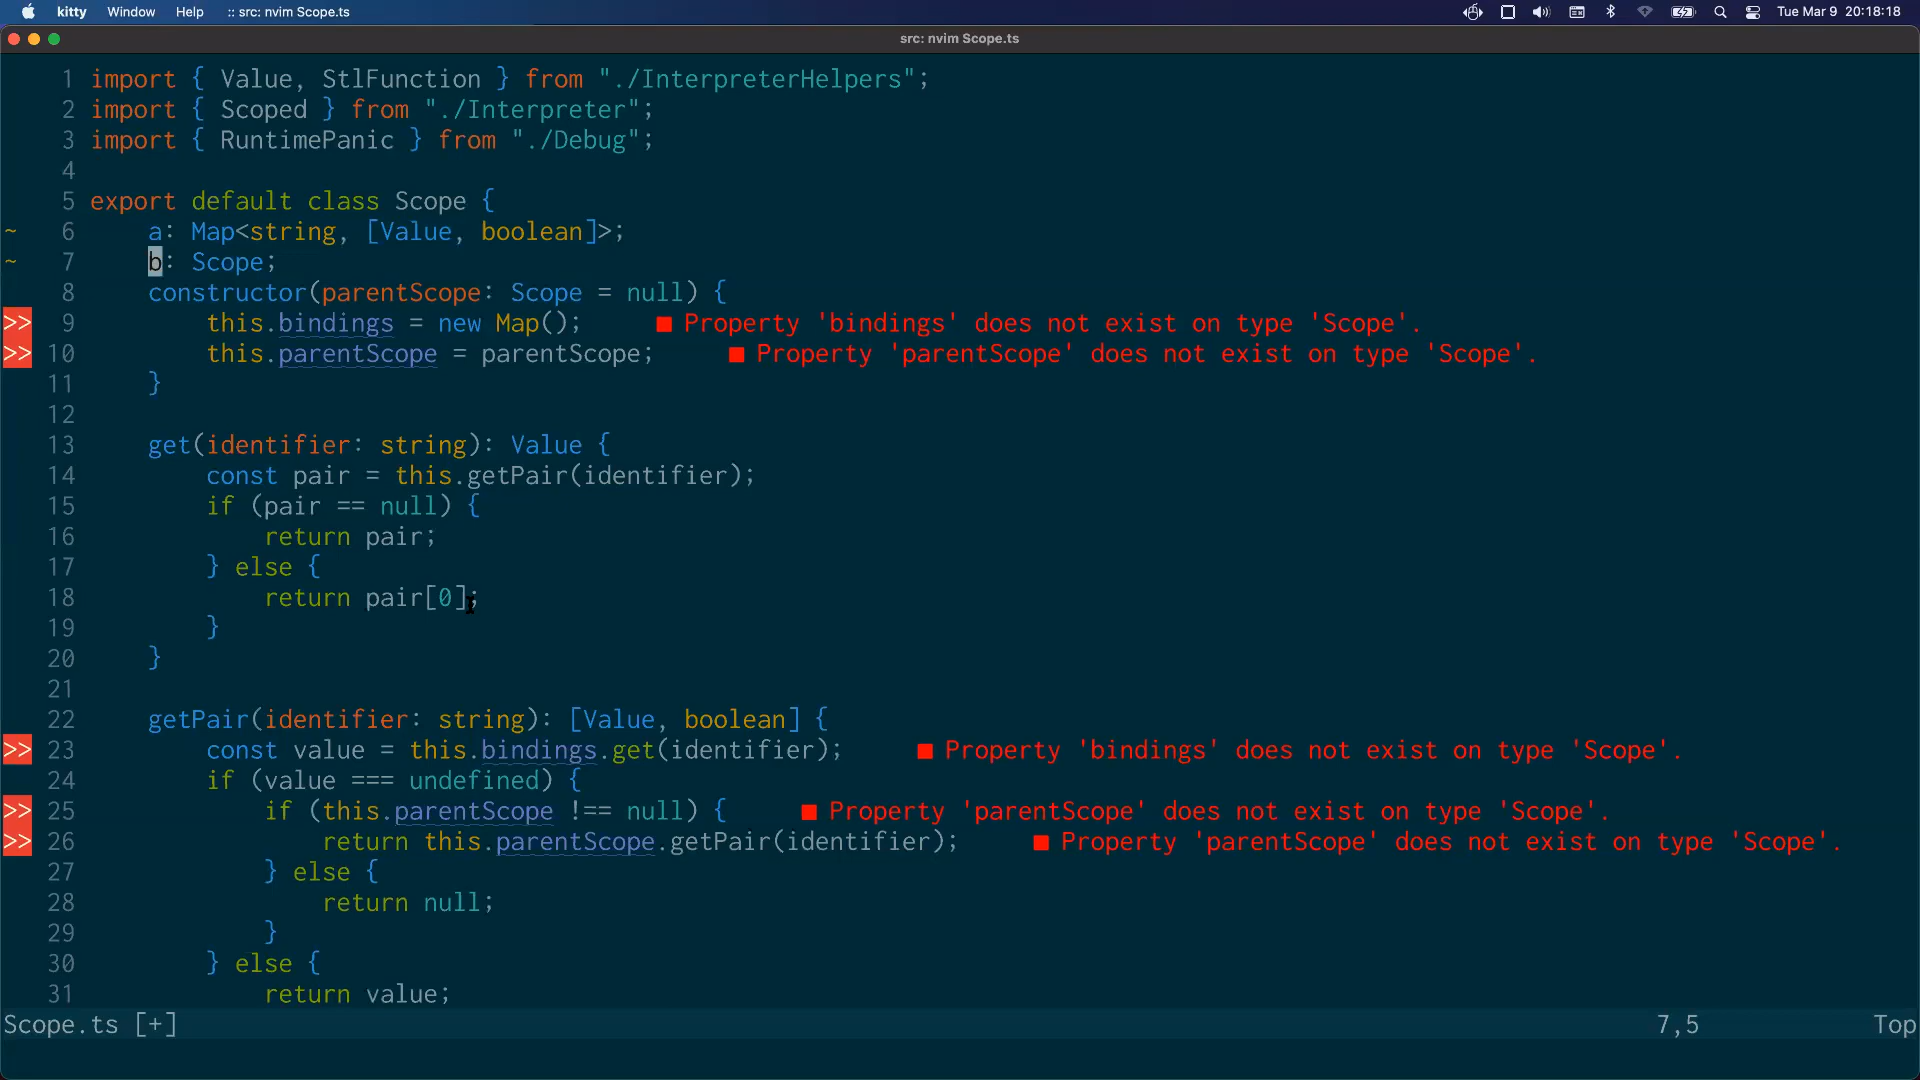 kitty Window Help :: src: nvim Scope.ts Tue Mar 9 20:18:18
src: nvim Scope.ts
1 import { Value, StlFunction } from "./InterpreterHelpers";
2 import { Scoped } from "./Interpreter";
3 import { RuntimePanic } from "./Debug";
4
5 export default class Scope {
~ 6 a: Map<string, [Value, boolean]>;
~ 7 b: Scope;
8 constructor(parentScope: Scope = null) {
>> 9 this.bindings = new Map(); ■ Property 'bindings' does not exist on type 'Scope'.
>> 10 this.parentScope = parentScope; ■ Property 'parentScope' does not exist on type 'Scope'.
11 }
12
13 get(identifier: string): Value {
14 const pair = this.getPair(identifier);
15 if (pair == null) {
16 return pair;
17 } else {
18 return pair[0];
19 }
20 }
21
22 getPair(identifier: string): [Value, boolean] {
>> 23 const value = this.bindings.get(identifier); ■ Property 'bindings' does not exist on type 'Scope'.
24 if (value === undefined) {
>> 25 if (this.parentScope !== null) { ■ Property 'parentScope' does not exist on type 'Scope'.
>> 26 return this.parentScope.getPair(identifier); ■ Property 'parentScope' does not exist on type 'Scope'.
27 } else {
28 return null;
29 }
30 } else {
31 return value;
Scope.ts [+] 7,5 Top